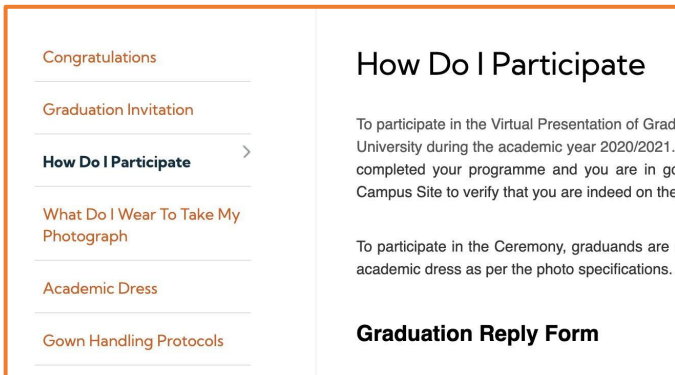 Congratulations
Graduation Invitation
How Do I Participate
What Do I Wear To Take My
Photograph
Academic Dress
Gown Handling Protocols
How Do I Participate
To participate in the Virtual Presentation of
University during the academic year 2020/2021.
completed your programme and you are in
Campus Site to verify that you are indeed on the
To participate in the Ceremony, graduands are
academic dress as per the photo specifications.
Graduation Reply Form